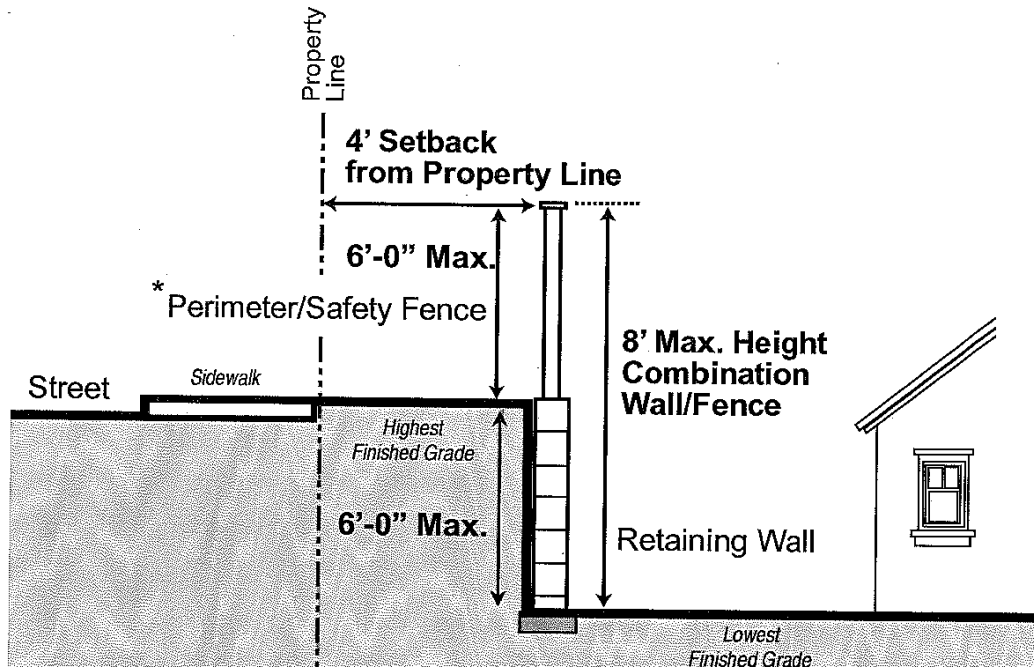 Property
Line
4’ Setback
from Property Line
6’-0” Max.
*Perimeter/Safety Fence
8’ Max. Height
Combination
Wall/Fence
Street
Sidewalk
Highest
Finished Grade
6’-0” Max.
Retaining Wall
Lowest
Finished Grade